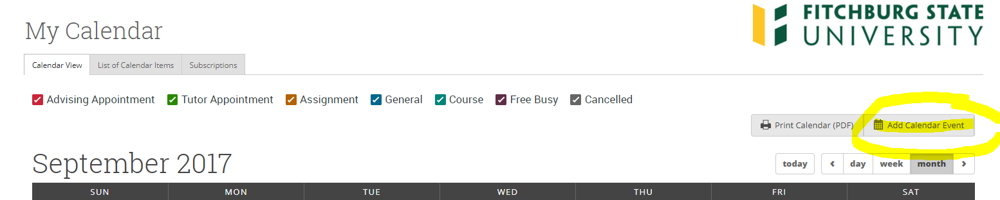 FITCHBURG STATE
UNIVERSITY
My Calendar
Calendar View List of Calendar Items Subscriptions
Advising Appointment Tutor Appointment Assignment General Course Free Busy Cancelled
Print Calendar (PDF) Add Calendar Event
September 2017
today day week month
SUN MON TUE WED THU FRI SAT